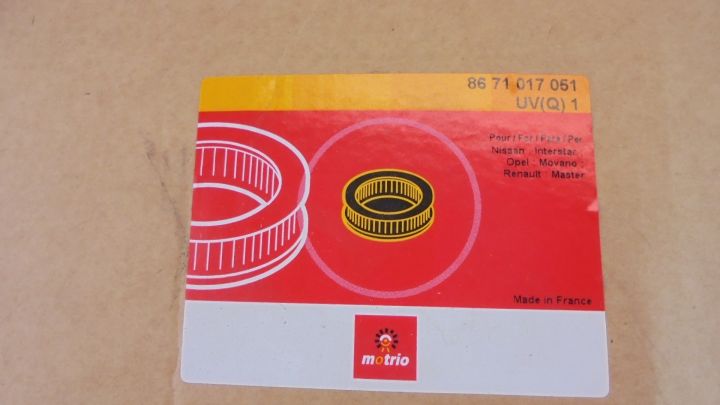 86 71 017 051
UV(Q) 1
Pour / For / Para / Per
Nissan : Interstar ;
Opel : Movano ;
Renault : Master
Made in France
motrio